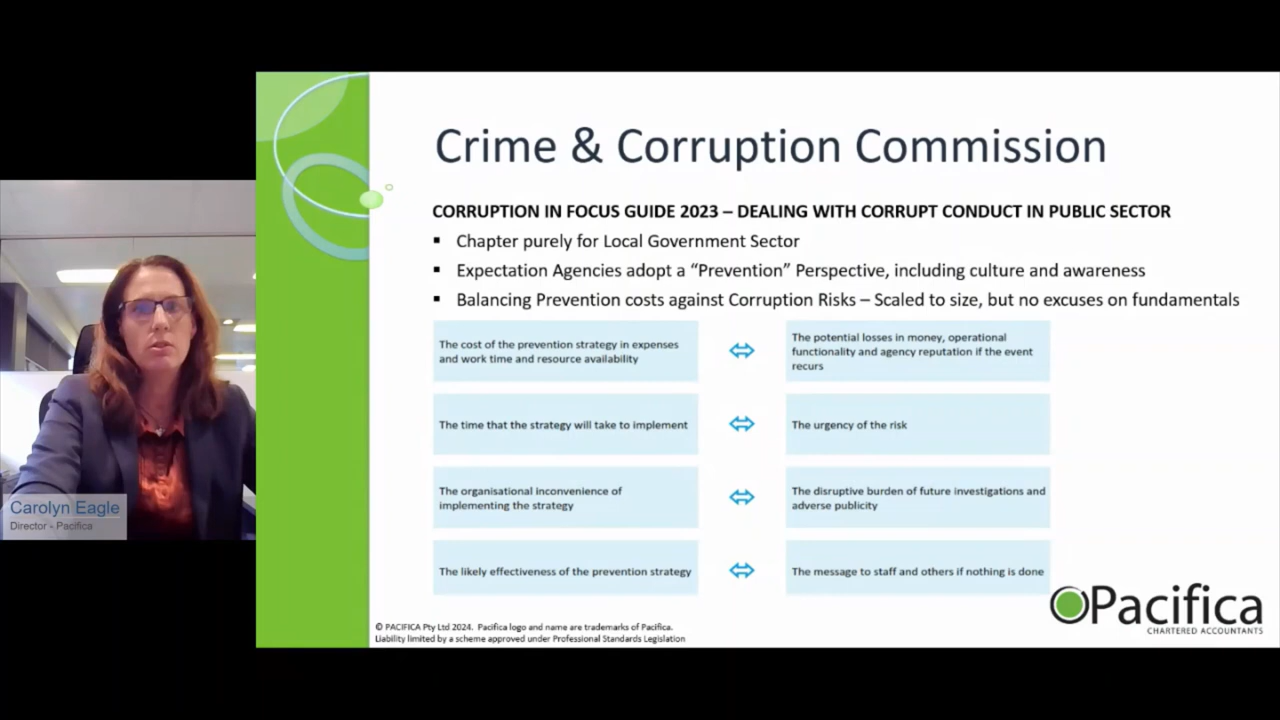 Crime & Corruption Commission
CORRUPTION IN FOCUS GUIDE 2023 – DEALING WITH CORRUPT CONDUCT IN PUBLIC SECTOR
▪ Chapter purely for Local Government Sector
▪ Expectation Agencies adopt a “Prevention” Perspective, including culture and awareness
▪ Balancing Prevention costs against Corruption Risks – Scaled to size, but no excuses on fundamentals
The cost of the prevention strategy in expenses
and work time and resource availability
The potential losses in money, operational
functionality and agency reputation if the event
recurs
The time that the strategy will take to implement
The urgency of the risk
The organisational inconvenience of
implementing the strategy
The disruptive burden of future investigations and
adverse publicity
The likely effectiveness of the prevention strategy
The message to staff and others if nothing is done
Carolyn Eagle
Director - Pacifica
Pacifica
CHARTERED ACCOUNTANTS
© PACIFICA Pty Ltd 2024. Pacifica logo and name are trademarks of Pacifica.
Liability limited by a scheme approved under Professional Standards Legislation